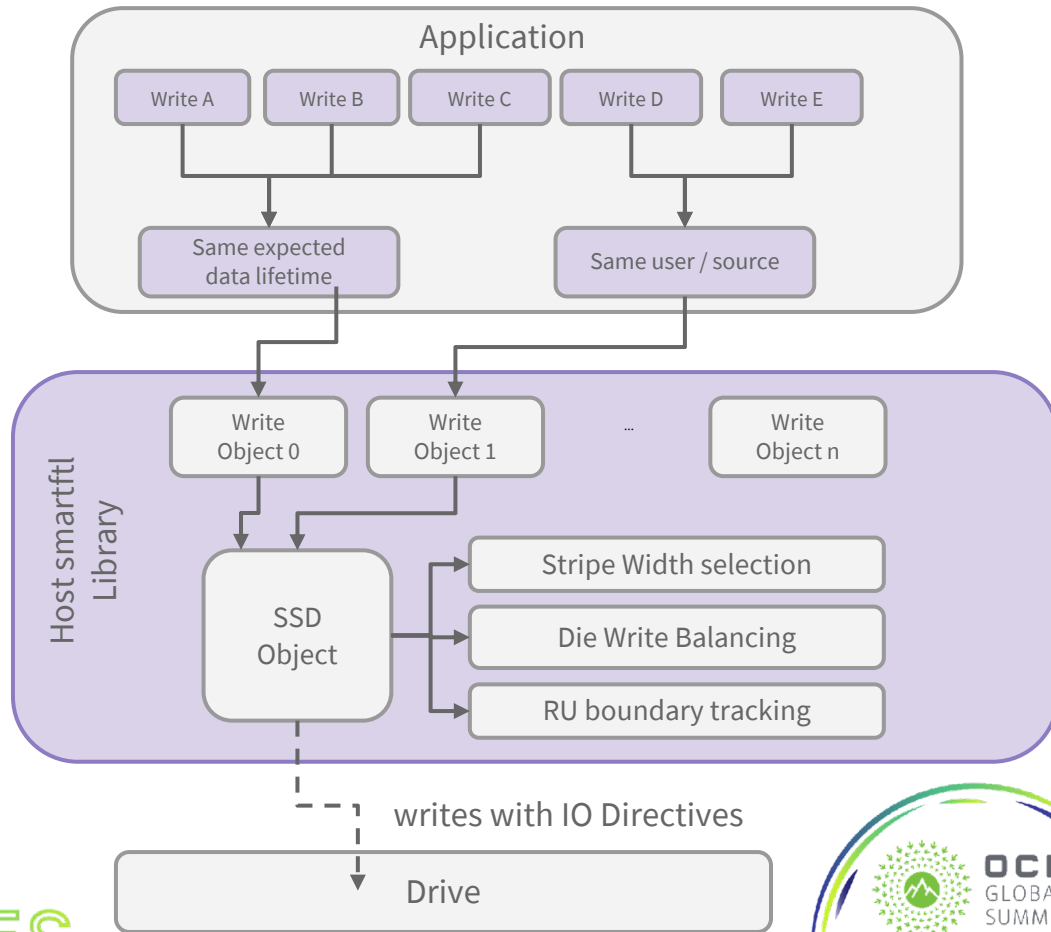 Application
Write A
Write B
Write C
Write D
Write E
Same expected
data lifetime
Same user / source
Host smartftl
Library
Write
Object 0
Write
Object 1
...
Write
Object n
SSD
Object
Stripe Width selection
Die Write Balancing
RU boundary tracking
writes with IO Directives
Drive